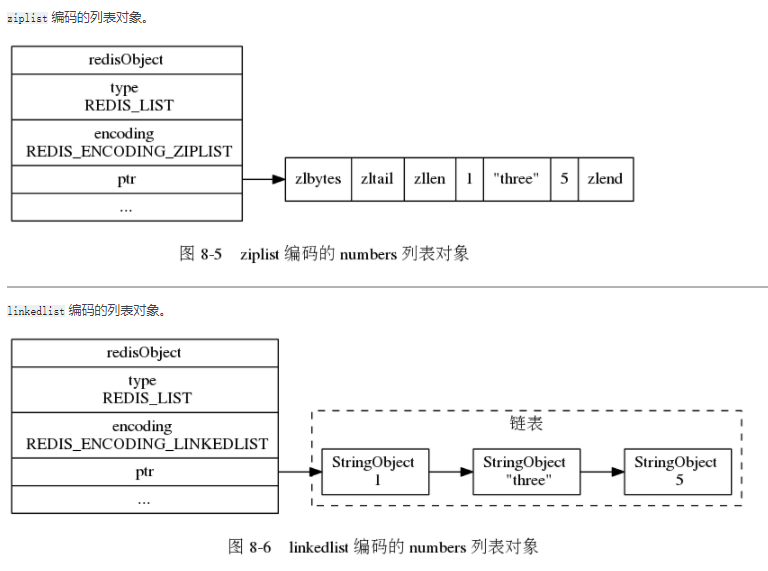 ziplist 编码的列表对象。
redisObject
type
REDIS_LIST
encoding
REDIS_ENCODING_ZIPLIST
ptr
...
zlbytes zltail zllen 1 "three" 5 zlend
图 8-5 ziplist 编码的 numbers 列表对象
linkedlist 编码的列表对象。
redisObject
type
REDIS_LIST
encoding
REDIS_ENCODING_LINKEDLIST
ptr
...
链表
StringObject
1
StringObject
"three"
StringObject
5
图 8-6 linkedlist 编码的 numbers 列表对象